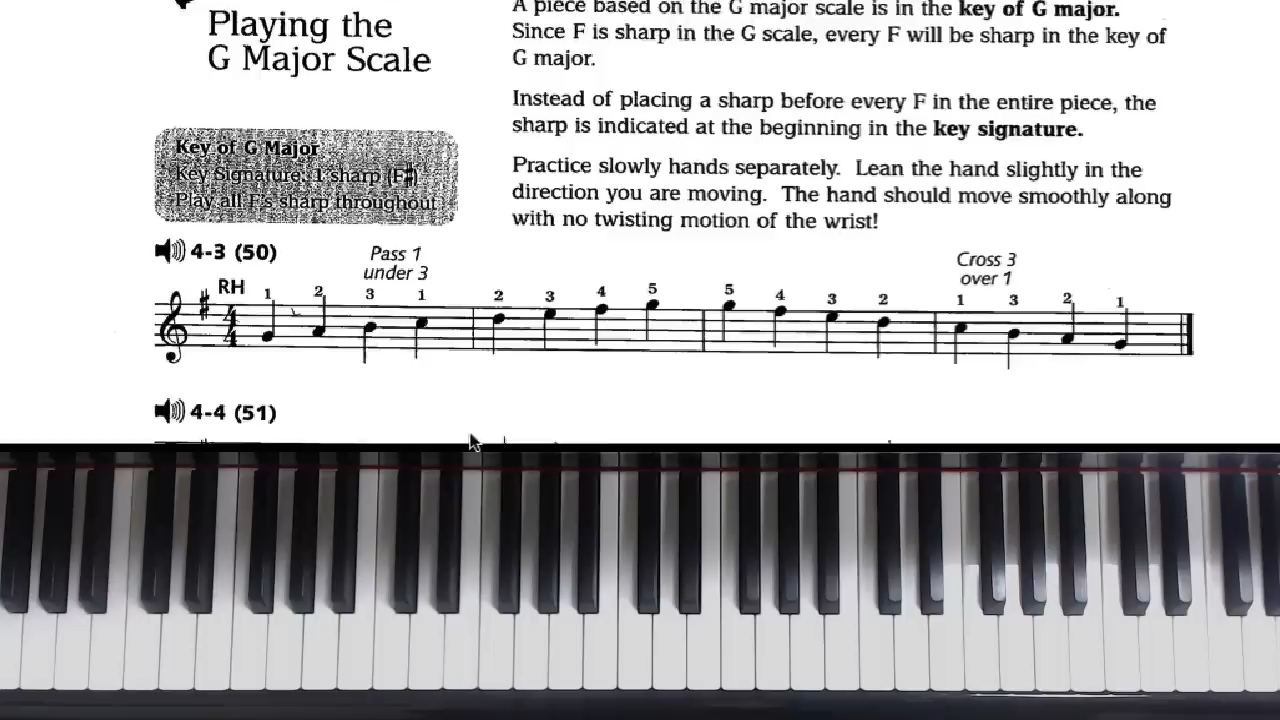 Playing the
G Major Scale
A piece based on the G major scale is in the key of G major.
Since F is sharp in the G scale, every F will be sharp in the key of
G major.
Instead of placing a sharp before every F in the entire piece, the
sharp is indicated at the beginning in the key signature.
Practice slowly hands separately. Lean the hand slightly in the
direction you are moving. The hand should move smoothly along
with no twisting motion of the wrist!
Key of G Major
Key Signature: 1 sharp (F♯)
Play all F's sharp throughout
4-3 (50)
Pass 1
under 3
Cross 3
over 1
RH
1 2 3 1 2 3 4 5 5 4 3 2 1 3 2 1
4
4
4-4 (51)